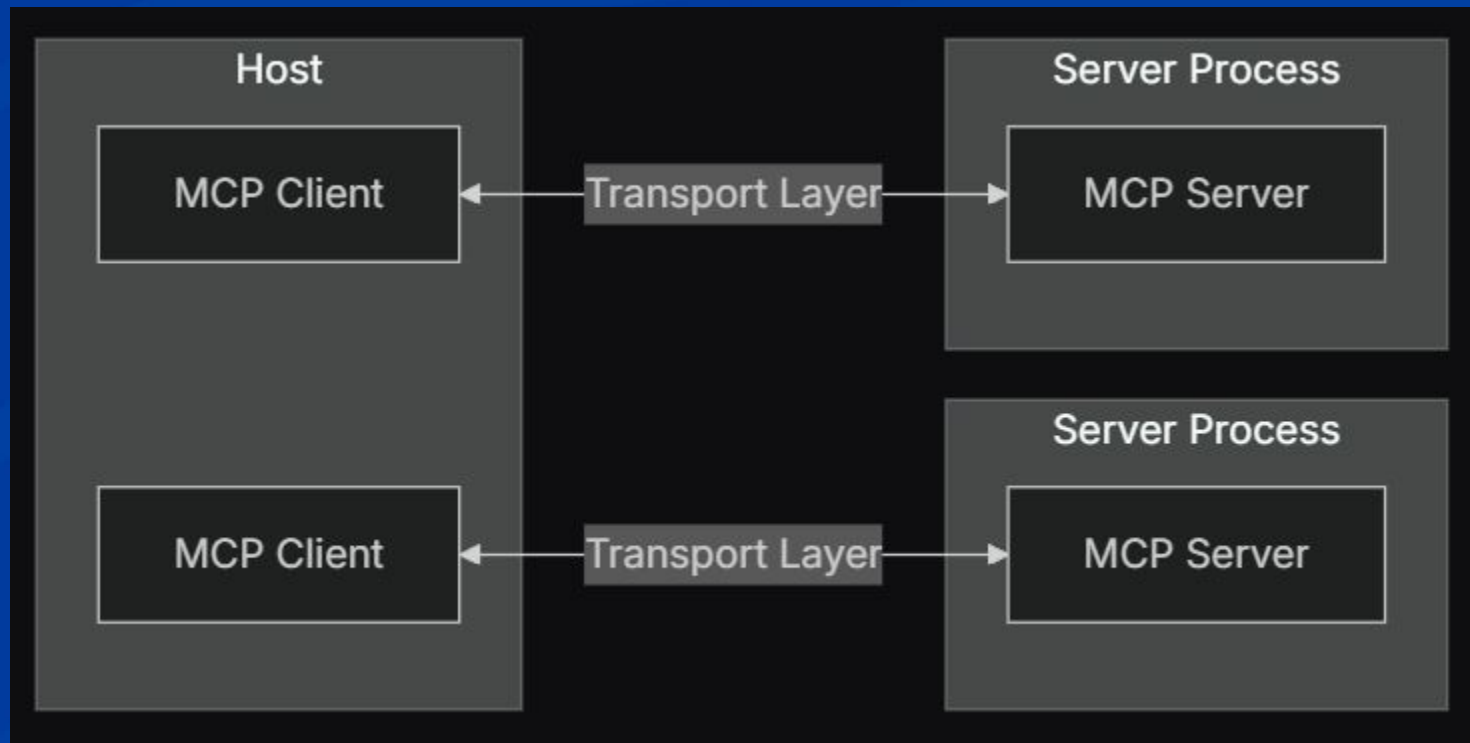 Host
Server Process
MCP Client
Transport Layer
MCP Server
Server Process
MCP Client
Transport Layer
MCP Server